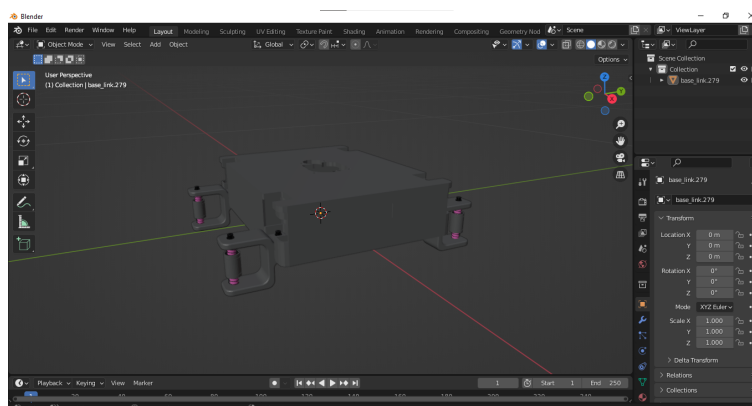 Blender
File Edit Render Window Help Layout Modeling Sculpting UV Editing Texture Paint Shading Animation Rendering Compositing Geometry Nod Scene ViewLayer
Object Mode View Select Add Object Global
Options
User Perspective
(1) Collection | base_link.279
Scene Collection
Collection
base_link.279
base_link.279
base_link.279
Transform
Location X 0 m
Y 0 m
Z 0 m
Rotation X 0°
Y 0°
Z 0°
Mode XYZ Euler
Scale X 1.000
Y 1.000
Z 1.000
Delta Transform
Relations
Collections
Playback Keying View Marker 1 Start 1 End 250